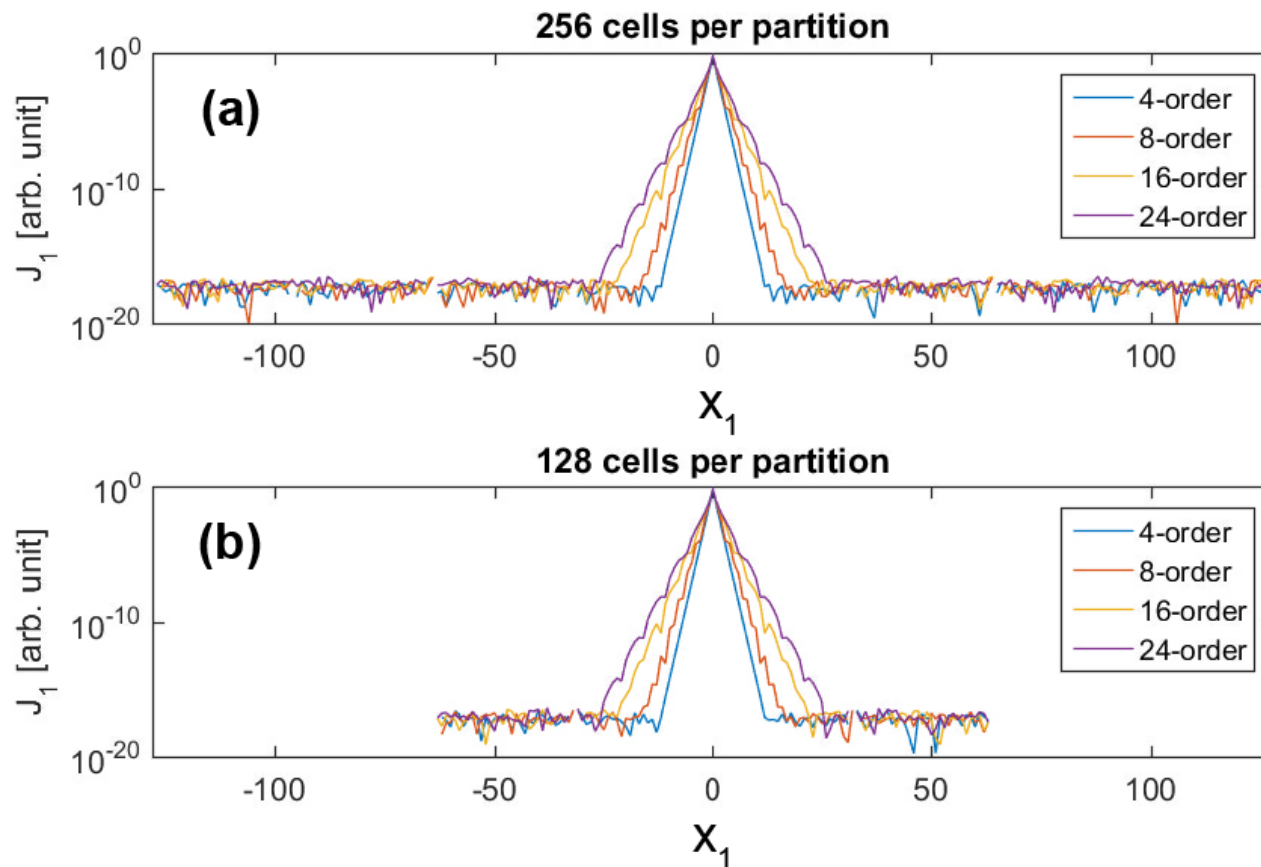 256 cells per partition
10^0
(a)
4-order
8-order
16-order
24-order
J_1 [arb. unit]
10^-10
10^-20
-100 -50 0 50 100
x_1
128 cells per partition
10^0
(b)
4-order
8-order
16-order
24-order
J_1 [arb. unit]
10^-10
10^-20
-100 -50 0 50 100
x_1